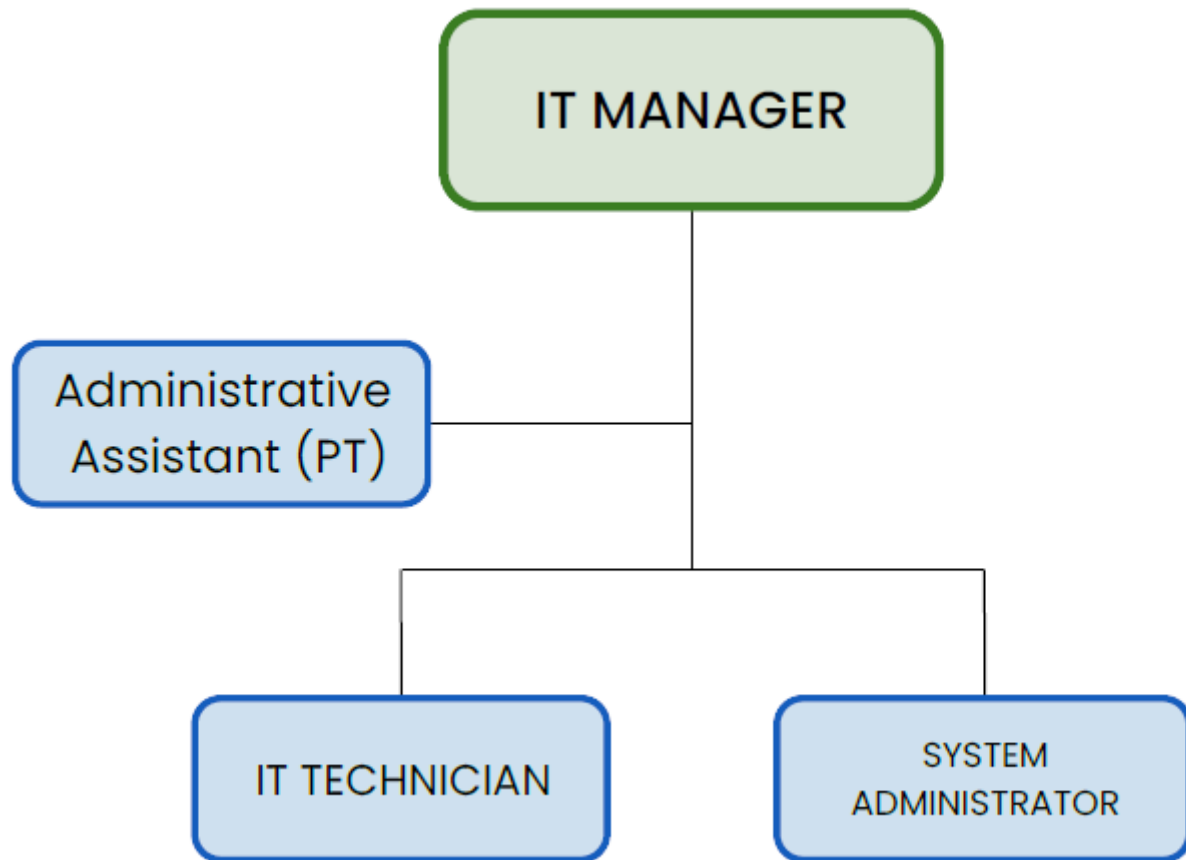 IT MANAGER
Administrative
Assistant (PT)
IT TECHNICIAN
SYSTEM
ADMINISTRATOR